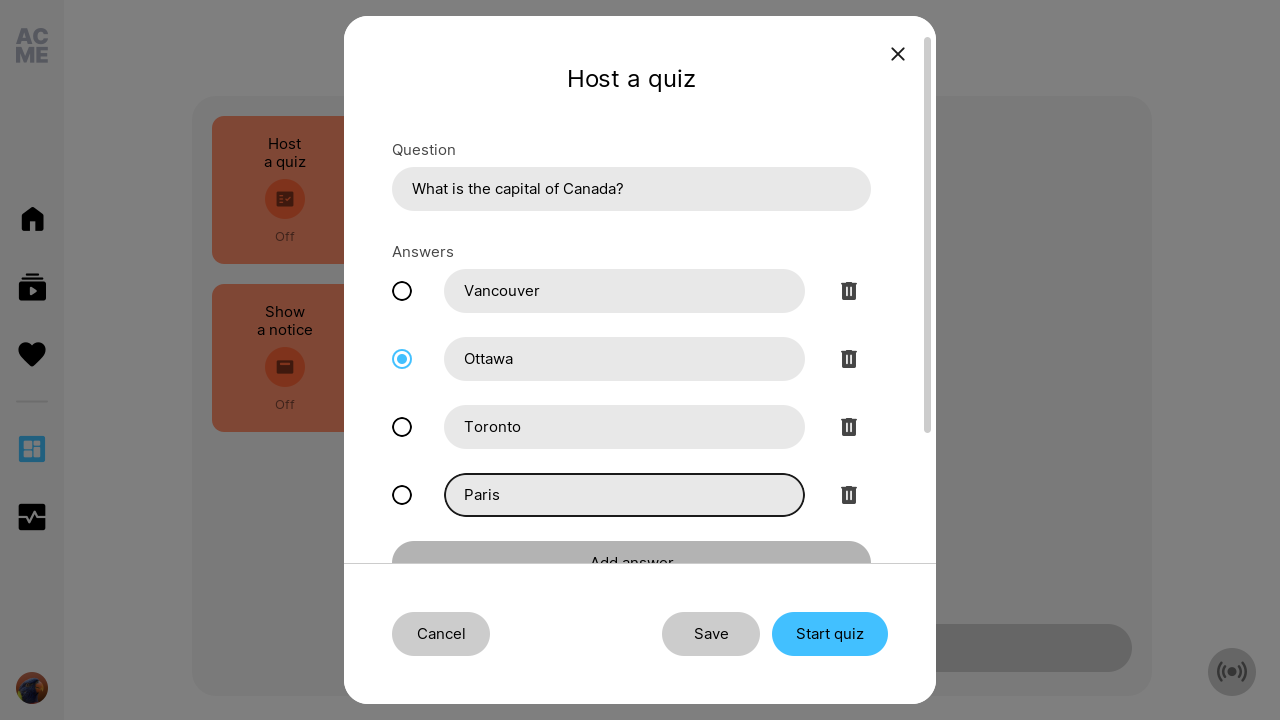 AC
ME
Host
a quiz
Off
Show
a notice
Off
Host a quiz
Question
What is the capital of Canada?
Answers
Vancouver
Ottawa
Toronto
Paris
Add answer
Cancel
Save
Start quiz